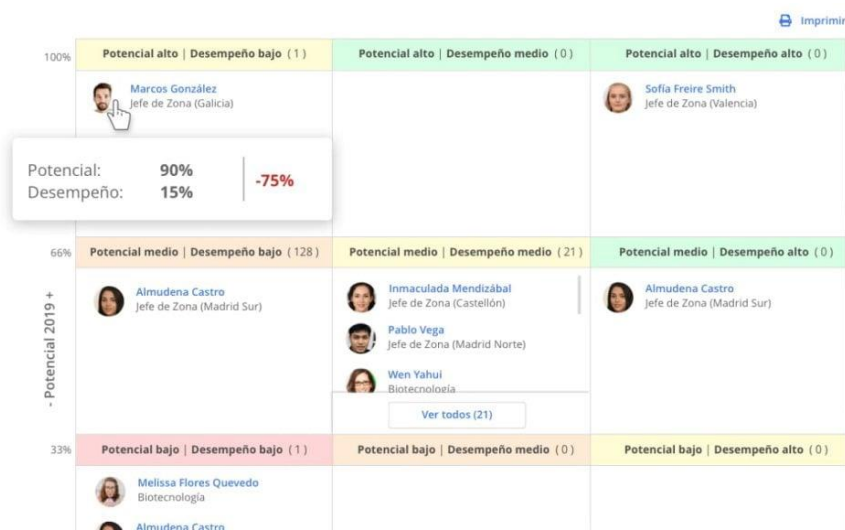 Imprimir
100%
Potencial alto | Desempeño bajo (1)
Potencial alto | Desempeño medio (0)
Potencial alto | Desempeño alto (0)
Marcos González
Jefe de Zona (Galicia)
Sofía Freire Smith
Jefe de Zona (Valencia)
Potencial: 90%
Desempeño: 15%
-75%
66%
Potencial medio | Desempeño bajo (128)
Potencial medio | Desempeño medio (21)
Potencial medio | Desempeño alto (0)
- Potencial 2019 +
Almudena Castro
Jefe de Zona (Madrid Sur)
Inmaculada Mendizábal
Jefe de Zona (Castellón)
Pablo Vega
Jefe de Zona (Madrid Norte)
Wen Yahui
Biotecnología
Ver todos (21)
Almudena Castro
Jefe de Zona (Madrid Sur)
33%
Potencial bajo | Desempeño bajo (1)
Potencial bajo | Desempeño medio (0)
Potencial bajo | Desempeño alto (0)
Melissa Flores Quevedo
Biotecnología
Almudena Castro